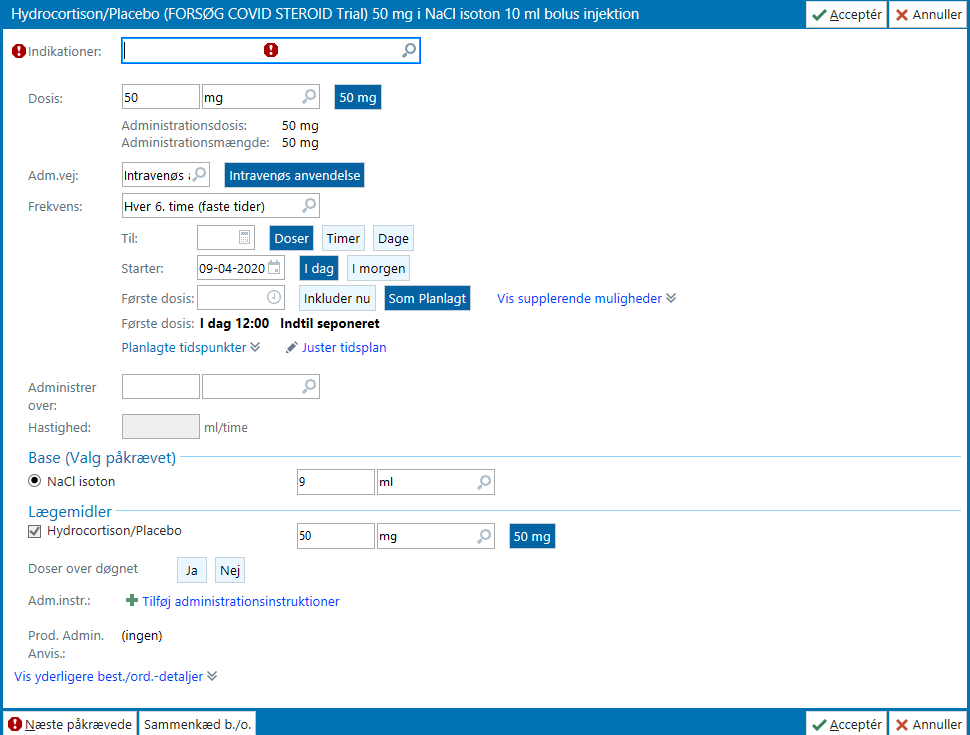 Hydrocortison/Placebo (FORSØG COVID STEROID Trial) 50 mg i NaCl isoton 10 ml bolus injektion Acceptér Annuller
Indikationer:
Dosis: 50 mg 50 mg
Administrationsdosis: 50 mg
Administrationsmængde: 50 mg
Adm.vej: Intravenøs Intravenøs anvendelse
Frekvens: Hver 6. time (faste tider)
Til: Doser Timer Dage
Starter: 09-04-2020 I dag I morgen
Første dosis: Inkluder nu Som Planlagt Vis supplerende muligheder
Første dosis: I dag 12:00 Indtil seponeret
Planlagte tidspunkter Juster tidsplan
Administrer
over:
Hastighed: ml/time
Base (Valg påkrævet)
NaCl isoton 9 ml
Lægemidler
Hydrocortison/Placebo 50 mg 50 mg
Doser over døgnet Ja Nej
Adm.instr.: Tilføj administrationsinstruktioner
Prod. Admin. (ingen)
Anvis.:
Vis yderligere best./ord.-detaljer
Næste påkrævede Sammenkæd b./o. Acceptér Annuller